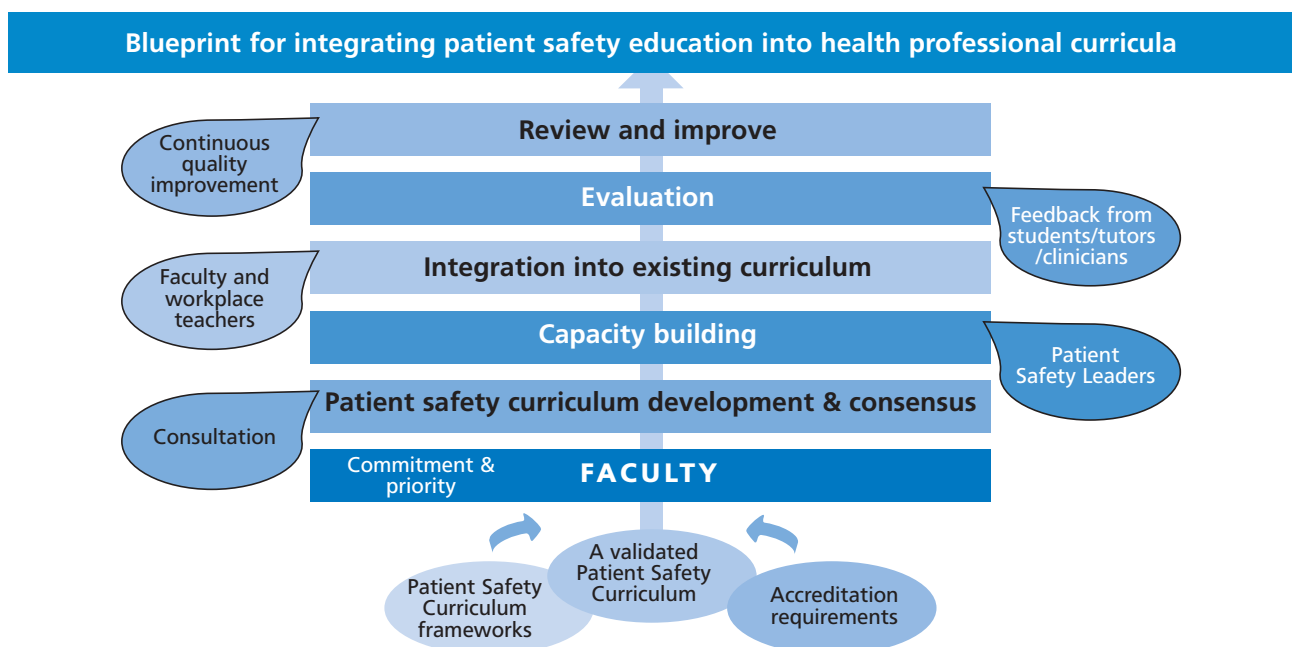 Blueprint for integrating patient safety education into health professional curricula
Review and improve
Continuous
quality
improvement
Evaluation
Feedback from
students/tutors
/clinicians
Integration into existing curriculum
Faculty and
workplace
teachers
Capacity building
Patient
Safety Leaders
Patient safety curriculum development & consensus
Consultation
Commitment &
priority
FACULTY
A validated
Patient Safety
Curriculum
Patient Safety
Curriculum
frameworks
Accreditation
requirements